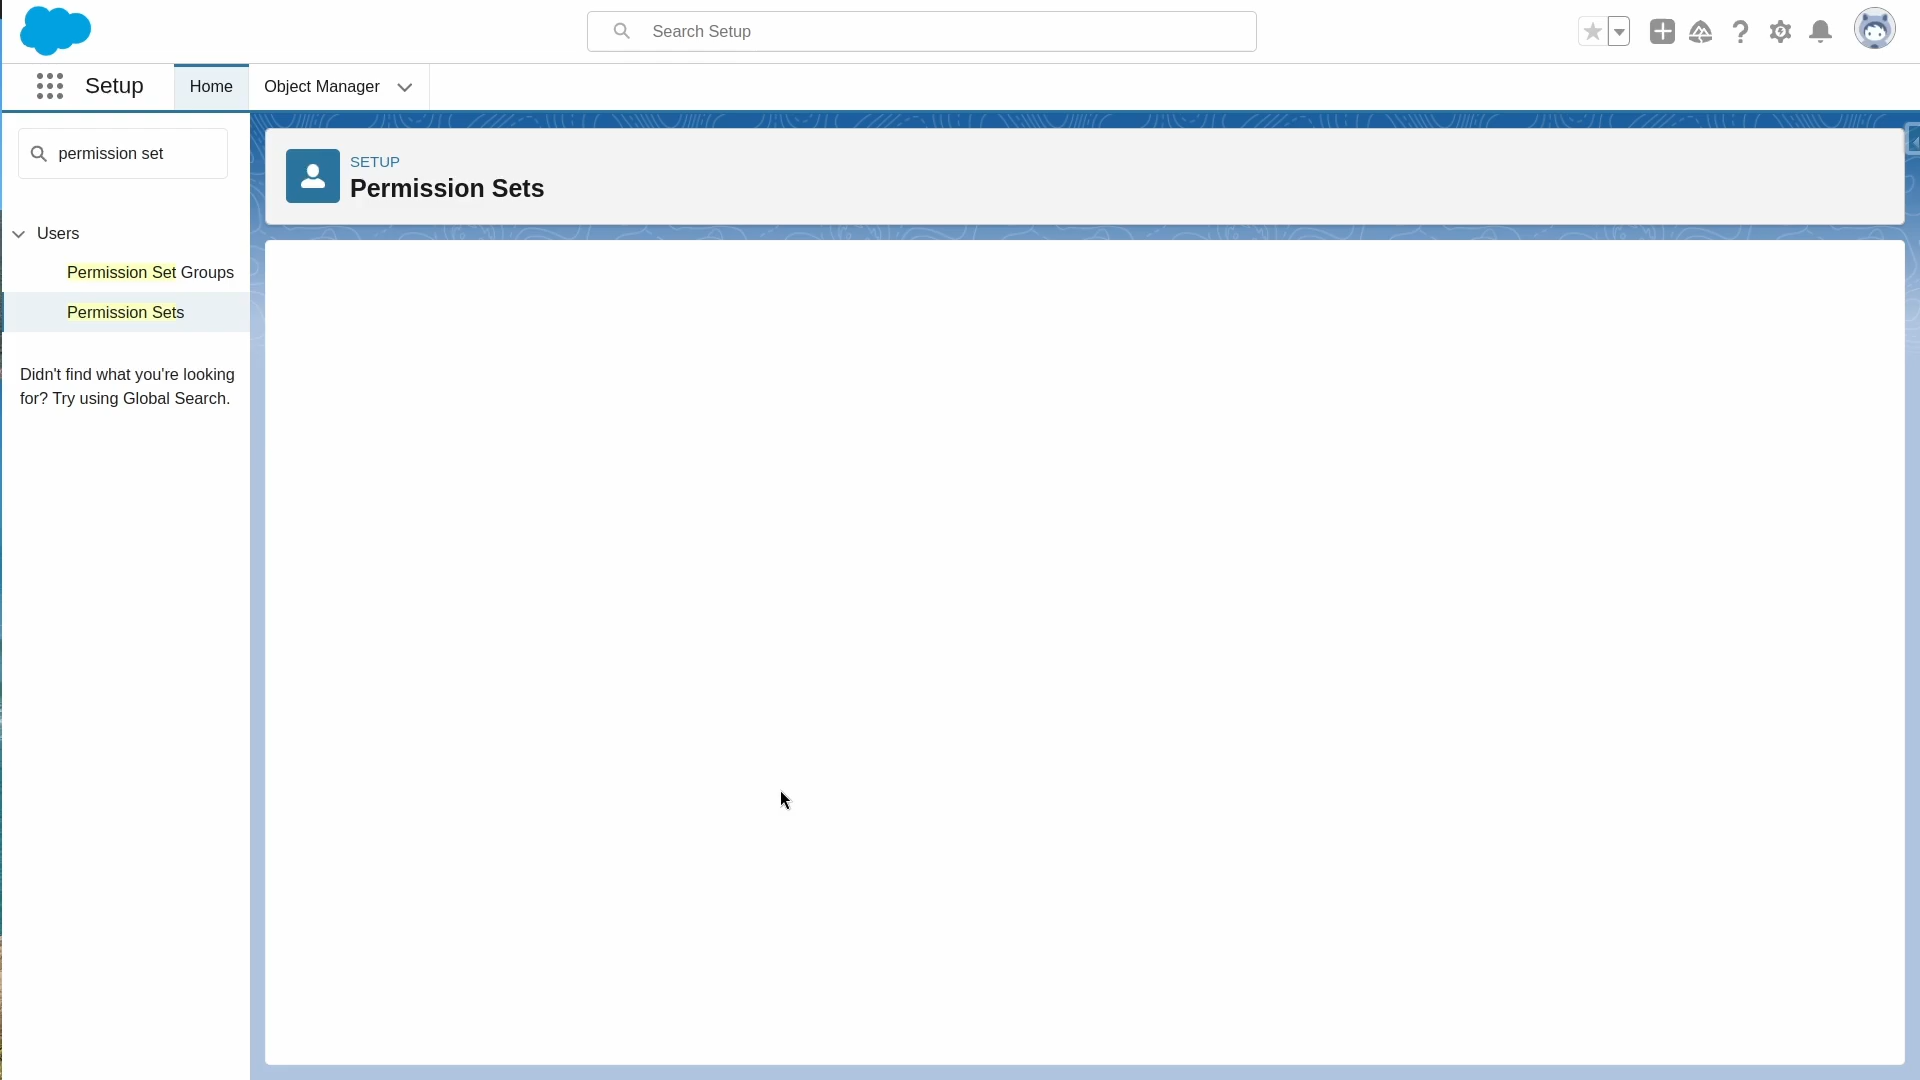 Search Setup
Setup
Home
Object Manager
permission set
Users
Permission Set Groups
Permission Sets
Didn't find what you're looking
for? Try using Global Search.
SETUP
Permission Sets